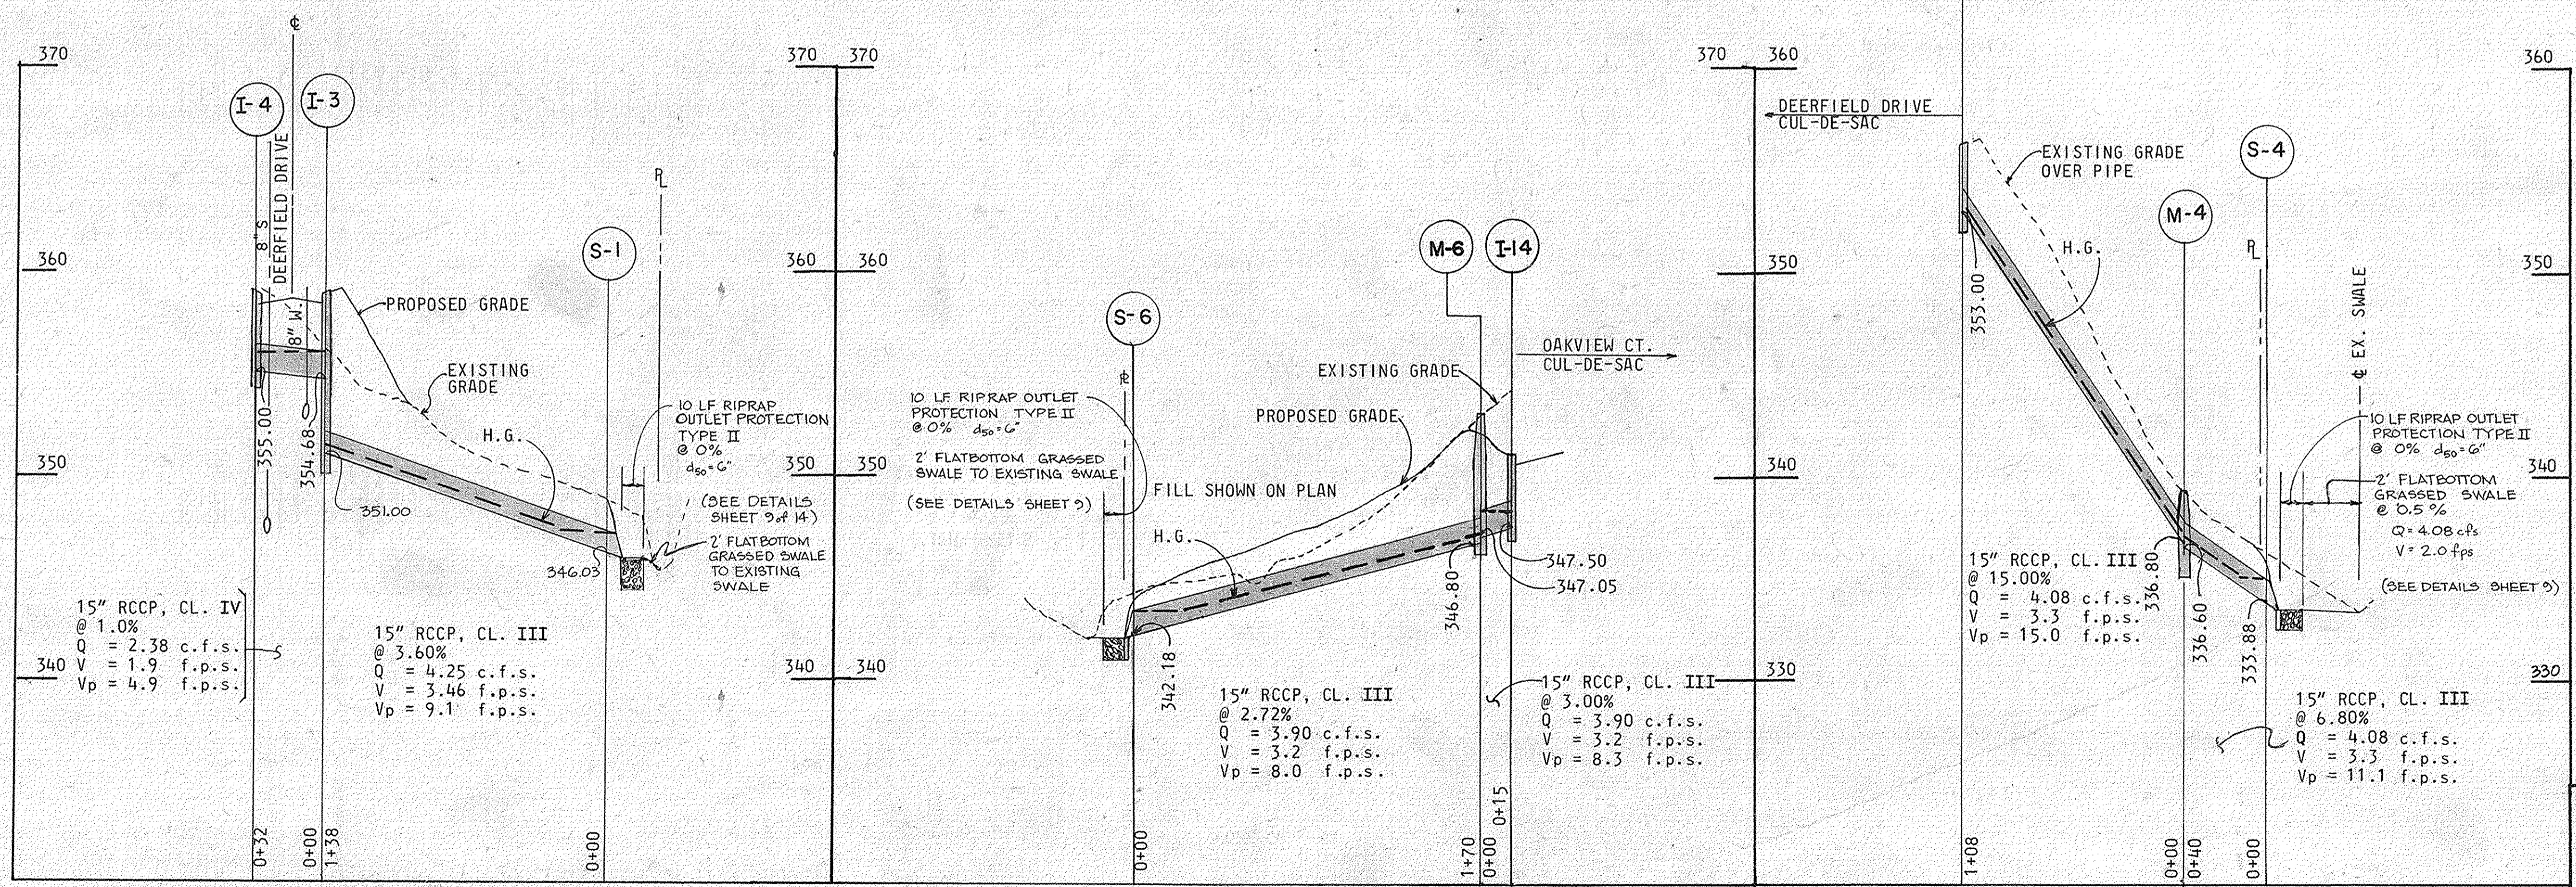 ℄
370
I-4
I-3
8" S
DEERFIELD DRIVE
8" W.
360
PROPOSED GRADE
EXISTING
GRADE
H.G.
S-1
℞
10 LF RIPRAP
OUTLET PROTECTION
TYPE II
@ 0%
d50=6"
(SEE DETAILS
SHEET 9 of 14)
2' FLATBOTTOM
GRASSED SWALE
TO EXISTING
SWALE
355.00
354.68
350
351.00
346.03
340
15" RCCP, CL. IV
@ 1.0%
Q = 2.38 c.f.s.
V = 1.9 f.p.s.
Vp = 4.9 f.p.s.
15" RCCP, CL. III
@ 3.60%
Q = 4.25 c.f.s.
V = 3.46 f.p.s.
Vp = 9.1 f.p.s.
0+32
0+00
1+38
0+00
370 370
360 360
350 350
340 340
S-6
10 LF RIPRAP OUTLET
PROTECTION TYPE II
@ 0% d50=6"
2' FLATBOTTOM GRASSED
SWALE TO EXISTING SWALE
(SEE DETAILS SHEET 9)
FILL SHOWN ON PLAN
H.G.
M-6
I-14
OAKVIEW CT.
CUL-DE-SAC
EXISTING GRADE
PROPOSED GRADE
347.50
347.05
346.80
342.18
15" RCCP, CL. III
@ 2.72%
Q = 3.90 c.f.s.
V = 3.2 f.p.s.
Vp = 8.0 f.p.s.
15" RCCP, CL. III
@ 3.00%
Q = 3.90 c.f.s.
V = 3.2 f.p.s.
Vp = 8.3 f.p.s.
0+00
1+70
0+00
0+15
370 360
350
340
330
DEERFIELD DRIVE
CUL-DE-SAC
EXISTING GRADE
OVER PIPE
H.G.
M-4
S-4
℄ EX. SWALE
353.00
10 LF RIPRAP OUTLET
PROTECTION TYPE II
@ 0% d50=6"
2' FLATBOTTOM
GRASSED SWALE
@ 0.5 %
Q = 4.08 cfs
V = 2.0 fps
(SEE DETAILS SHEET 9)
15" RCCP, CL. III
@ 15.00%
Q = 4.08 c.f.s.
V = 3.3 f.p.s.
Vp = 15.0 f.p.s.
336.80
336.60
333.88
15" RCCP, CL. III
@ 6.80%
Q = 4.08 c.f.s.
V = 3.3 f.p.s.
Vp = 11.1 f.p.s.
1+08
0+00
0+40
0+00
360
350
340
330